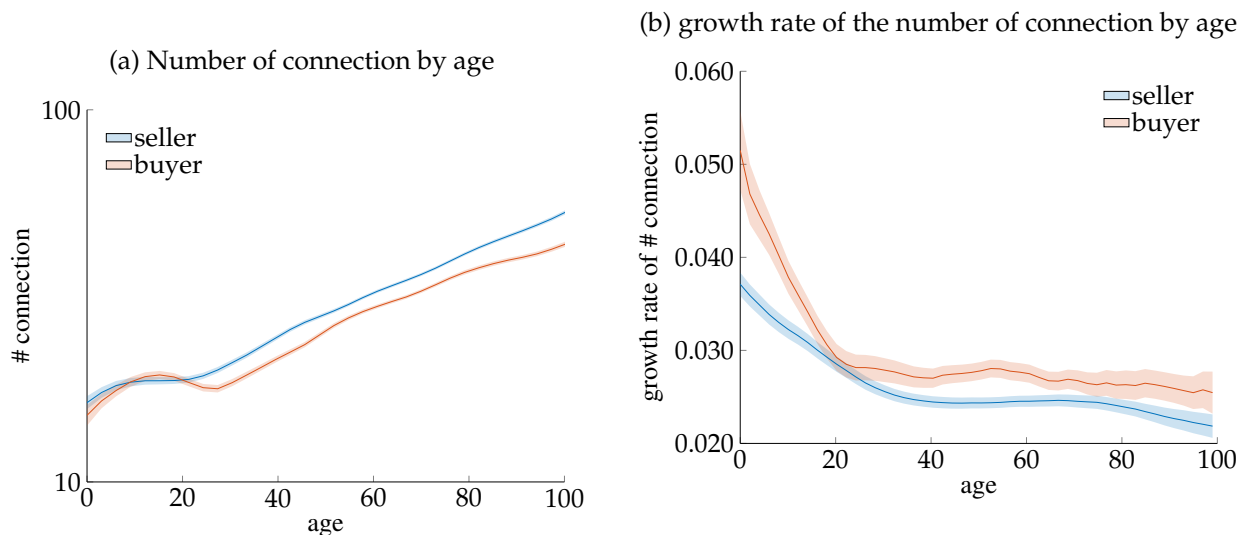 (a) Number of connection by age
100
seller
buyer
# connection
10
0
20
40
60
80
100
age
(b) growth rate of the number of connection by age
0.060
seller
buyer
0.050
0.040
0.030
0.020
growth rate of # connection
0
20
40
60
80
100
age